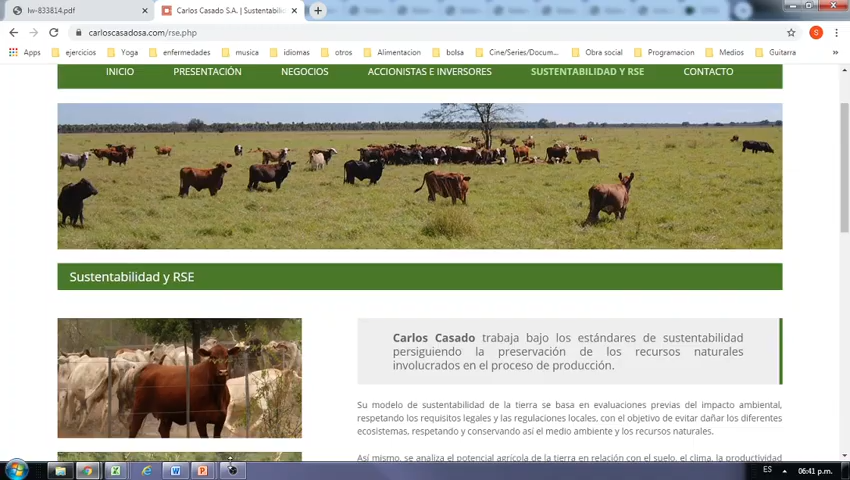 lw-833814.pdf
Carlos Casado S.A. | Sustentabili
carloscasadosa.com/rse.php
Apps ejercicios Yoga enfermedades musica idiomas otros Alimentacion bolsa Cine/Series/Docum... Obra social Programacion Medios Guitarra
INICIO PRESENTACIÓN NEGOCIOS ACCIONISTAS E INVERSORES SUSTENTABILIDAD Y RSE CONTACTO
Sustentabilidad y RSE
Carlos Casado trabaja bajo los estándares de sustentabilidad
persiguiendo la preservación de los recursos naturales
involucrados en el proceso de producción.
Su modelo de sustentabilidad de la tierra se basa en evaluaciones previas del impacto ambiental,
respetando los requisitos legales y las regulaciones locales, con el objetivo de evitar dañar los diferentes
ecosistemas, respetando y conservando así el medio ambiente y los recursos naturales.
Así mismo, se analiza el potencial agrícola de la tierra en relación con el suelo, el clima, la productividad
ES 06:41 p.m.